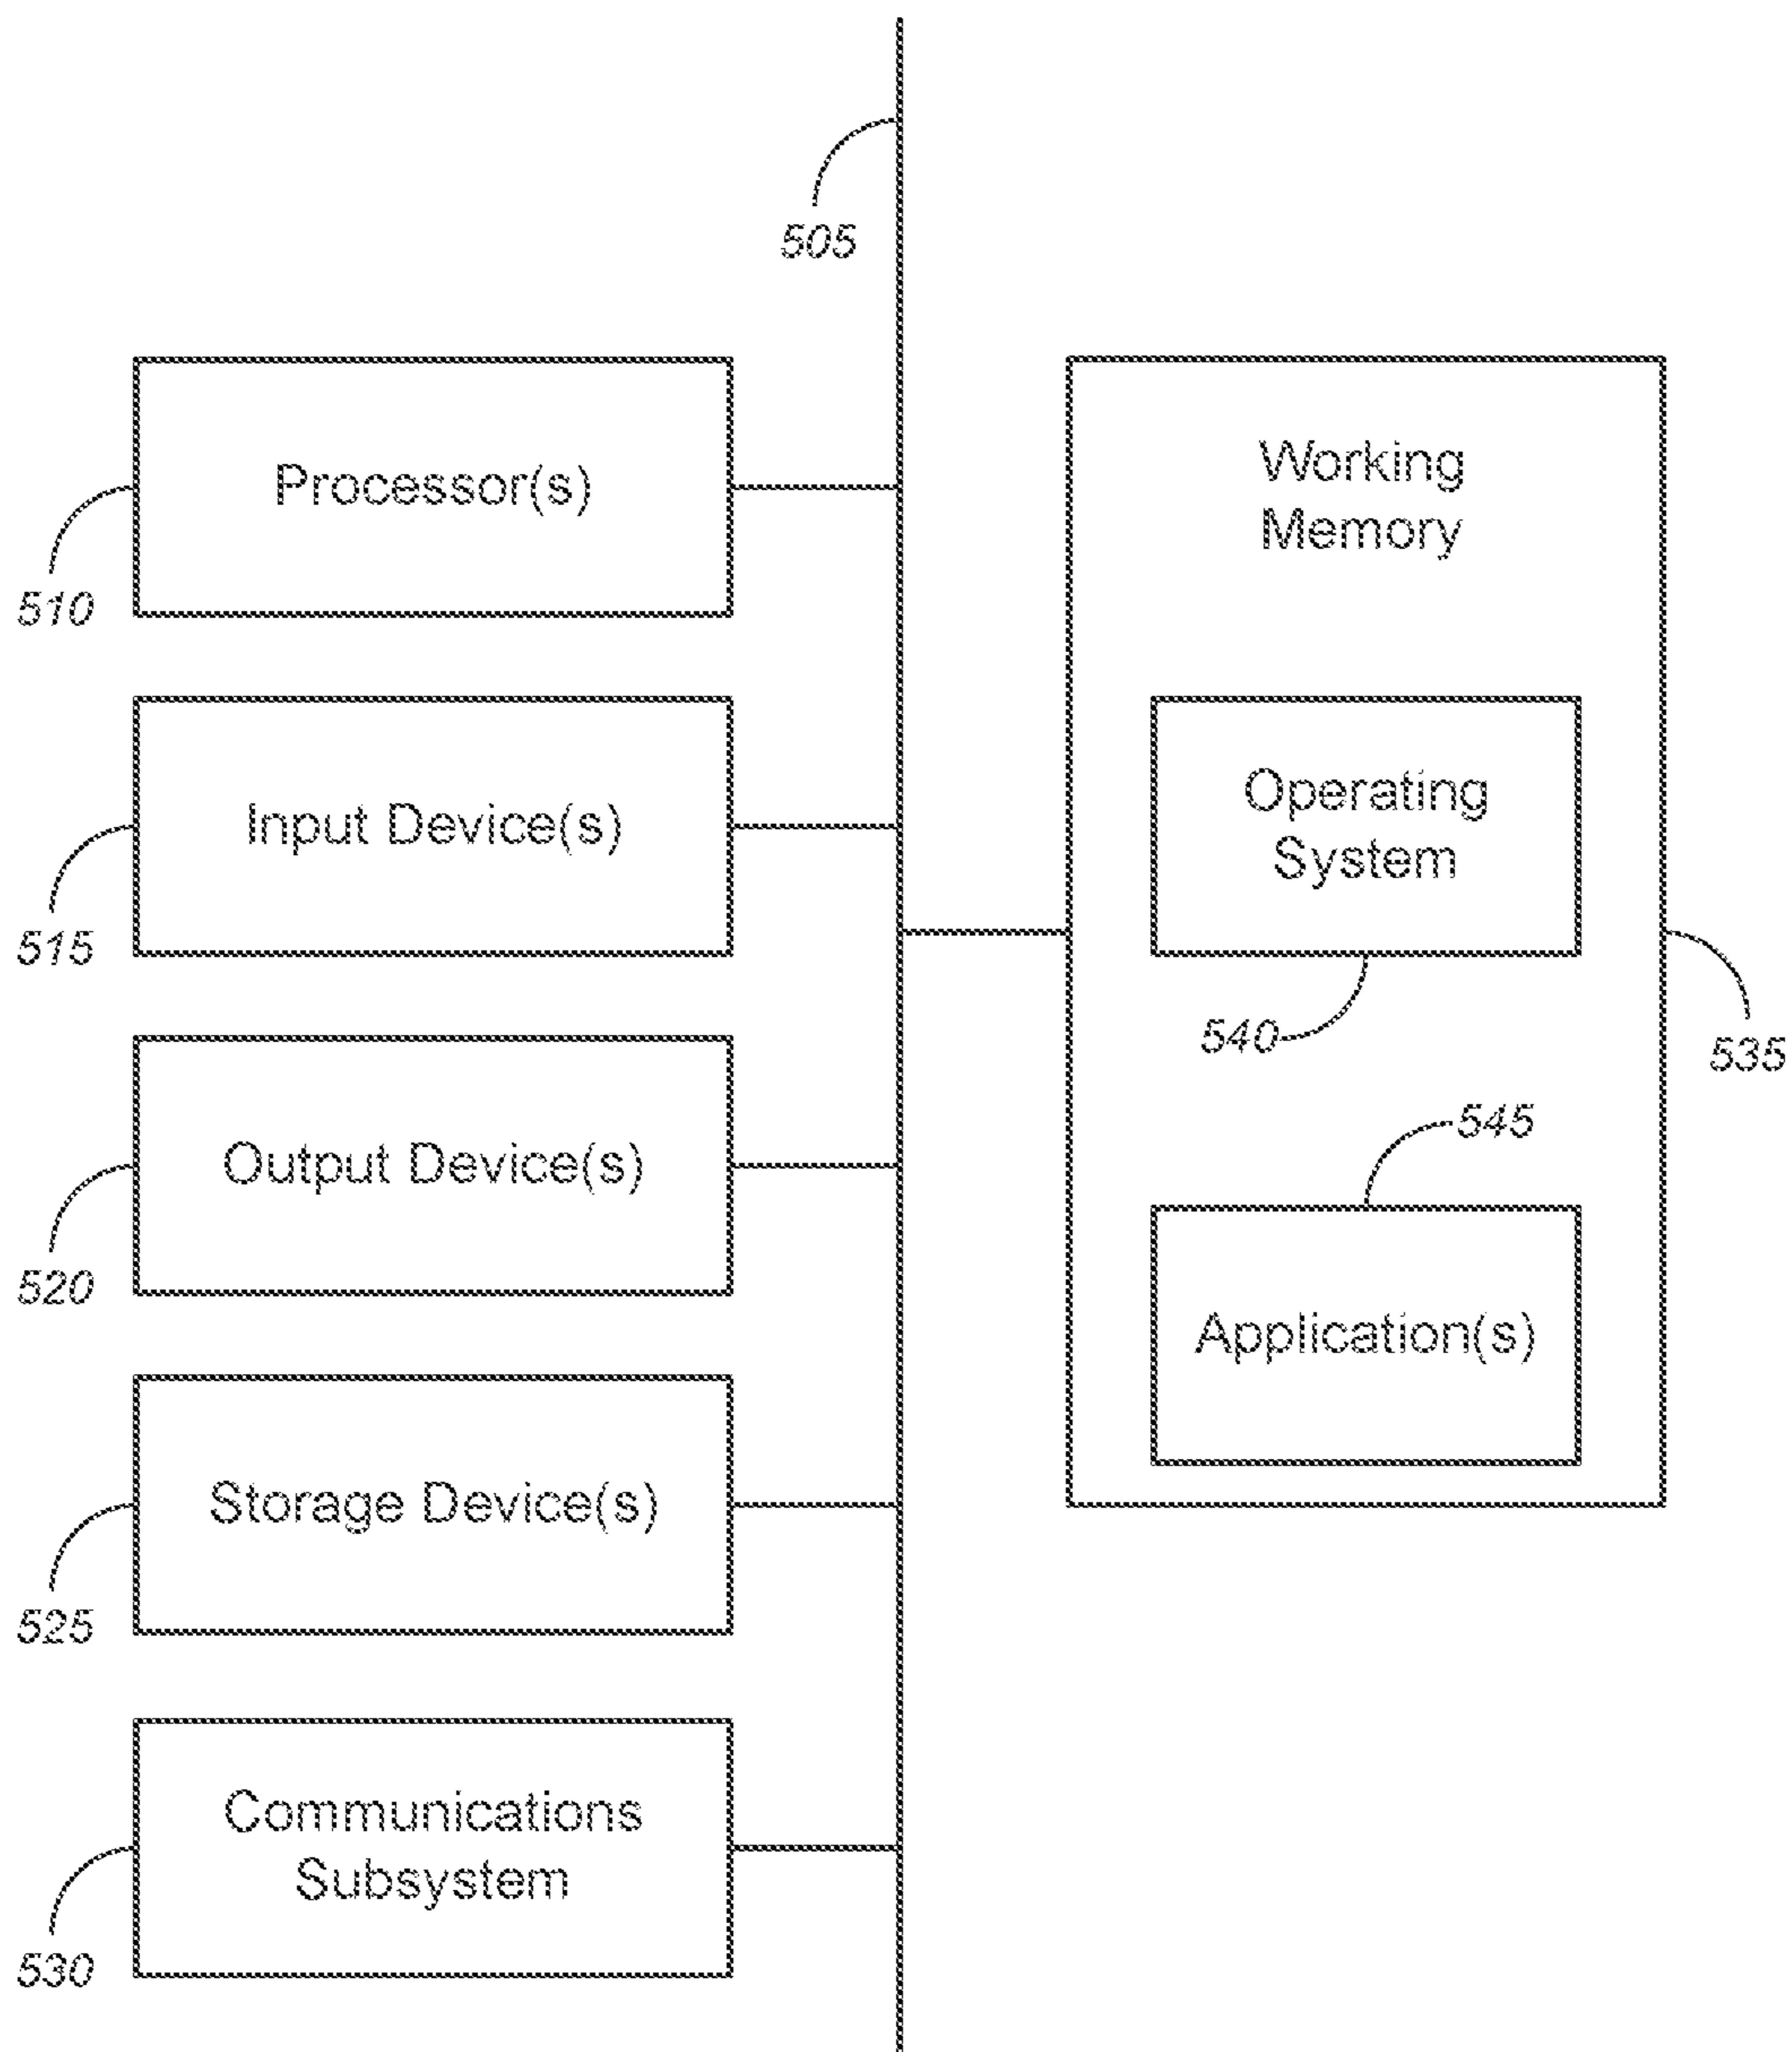 505
Processor(s)
510
Input Device(s)
515
Output Device(s)
520
Storage Device(s)
525
Communications
Subsystem
530
Working
Memory
Operating
System
540
535
545
Application(s)